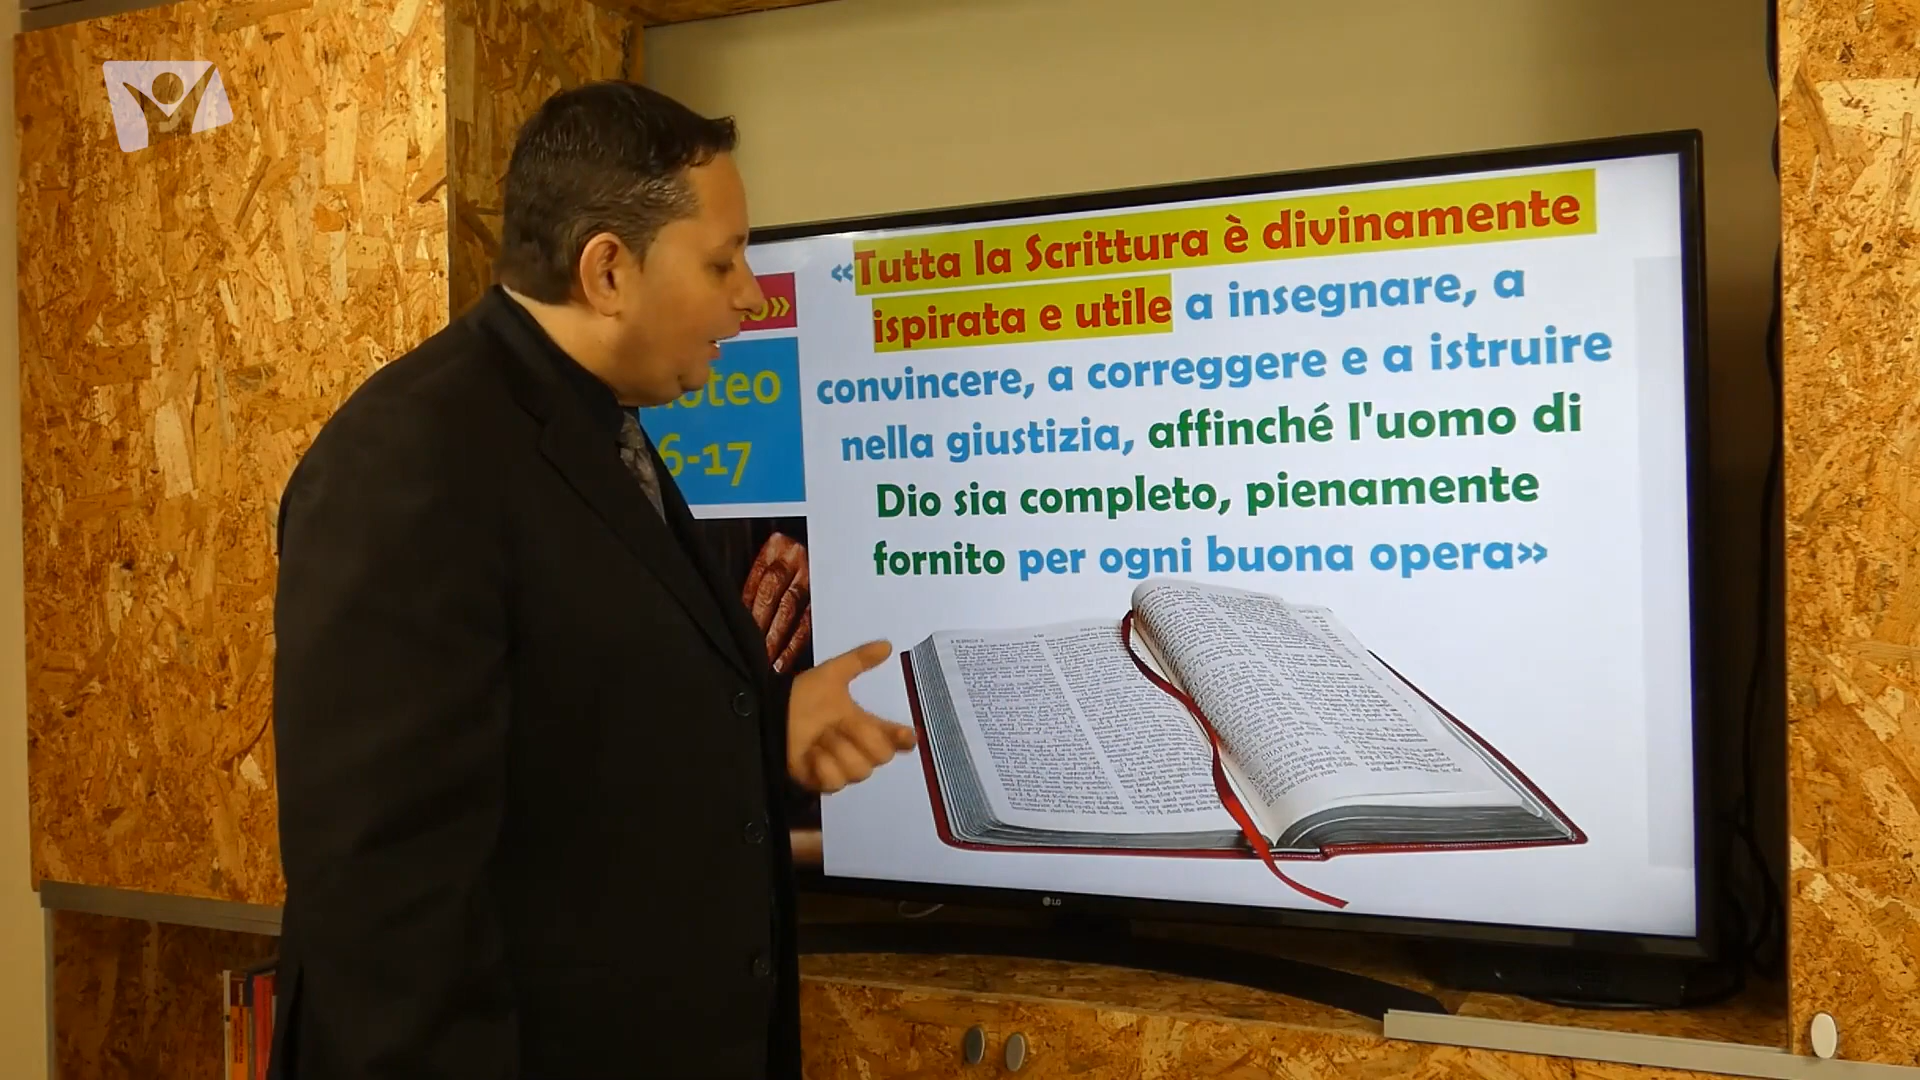 «Tutta la Scrittura è divinamente
ispirata e utile a insegnare, a
convincere, a correggere e a istruire
nella giustizia, affinché l'uomo di
Dio sia completo, pienamente
fornito per ogni buona opera»
6-17
LG